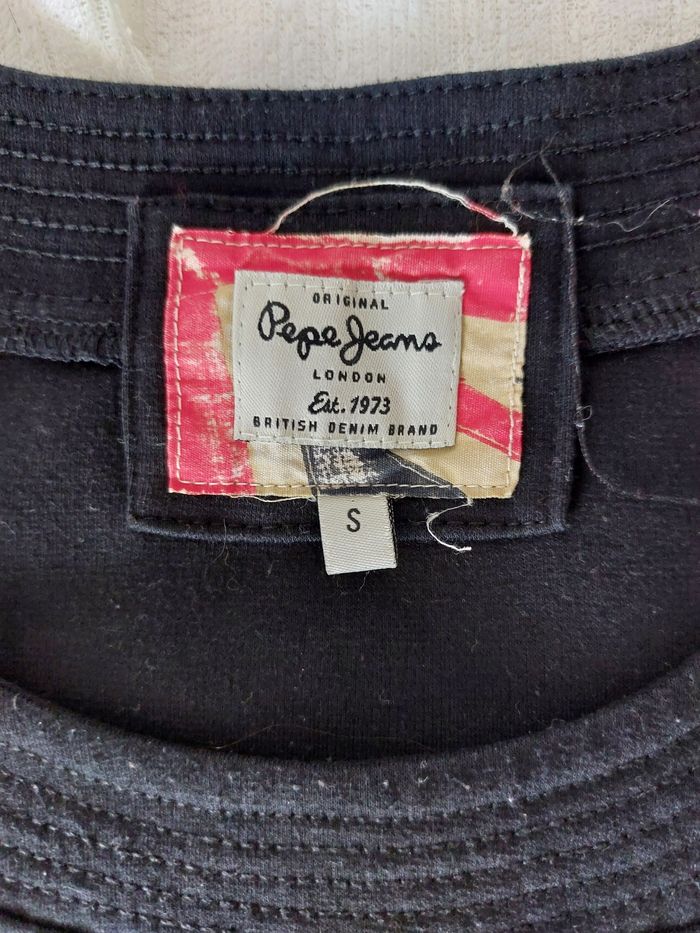 ORIGINAL
Pepe Jeans
LONDON
Est. 1973
BRITISH DENIM BRAND
S